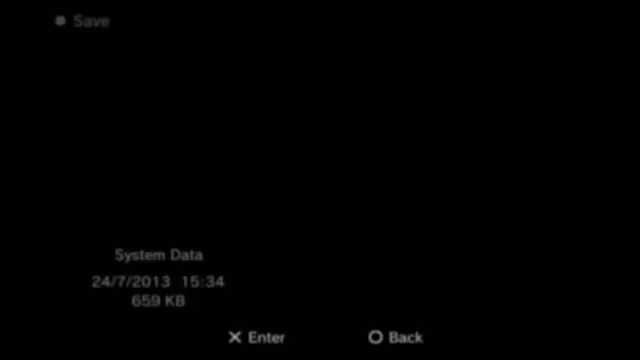 Save
System Data
24/7/2013 15:34
659 KB
Enter
Back